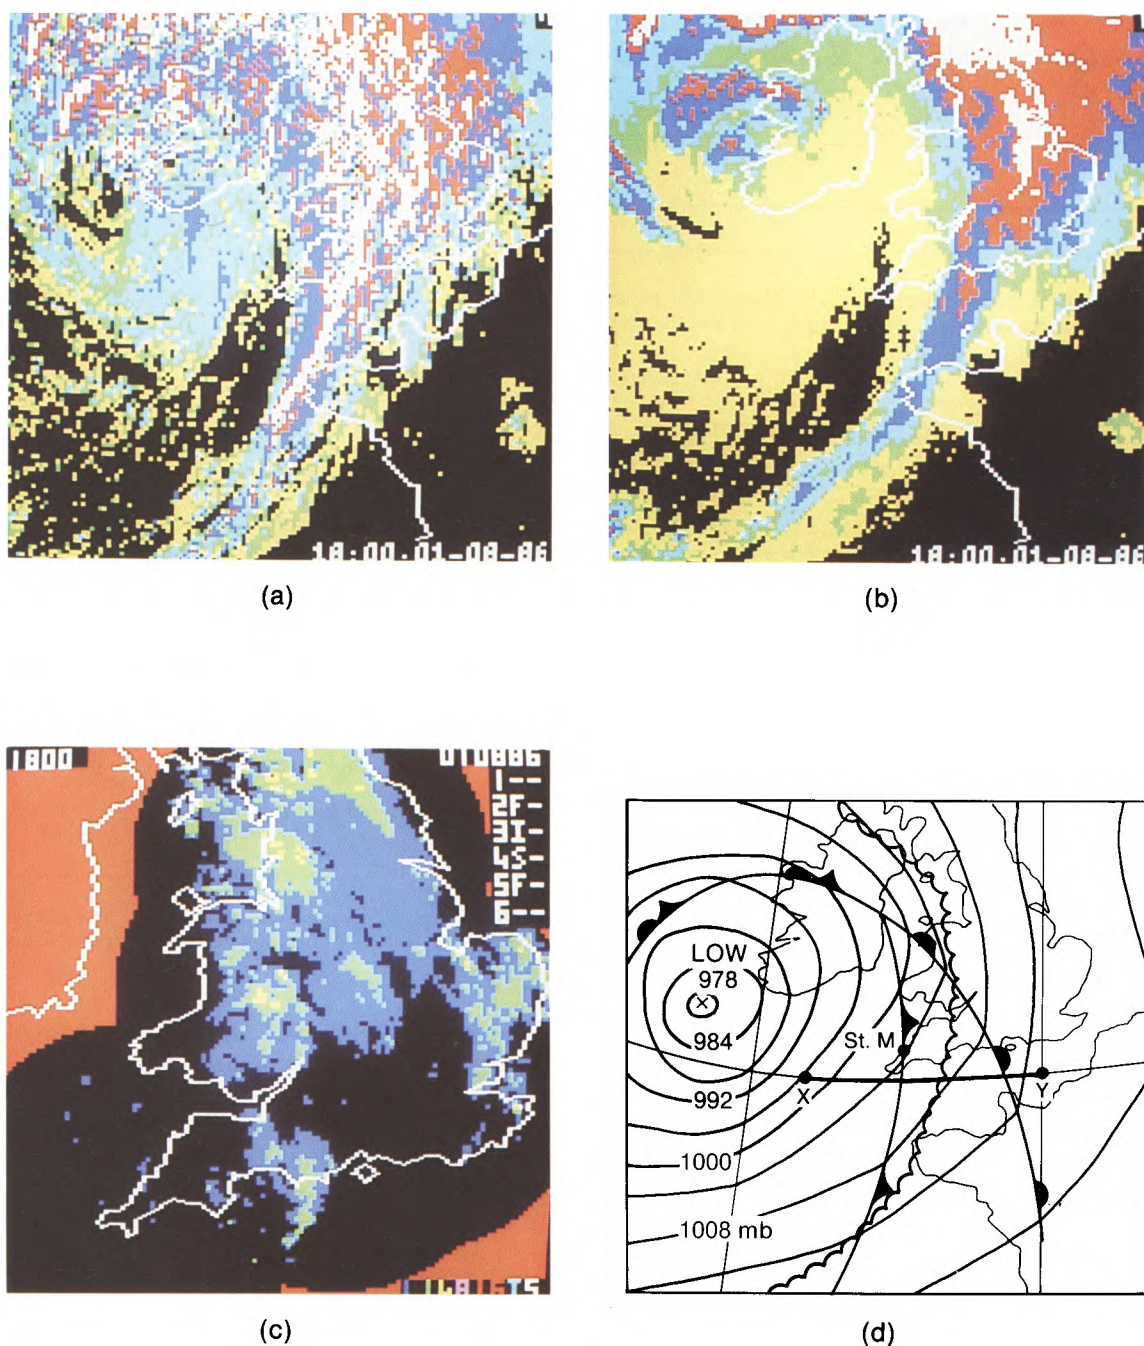 18:00.01-08-86
18:00.01-08-86
(a)
(b)
1800
010886
1--
2F-
3I-
4S-
5F-
6--
(c)
LOW
978
984
St. M
992
X
Y
1000
1008 mb
(d)